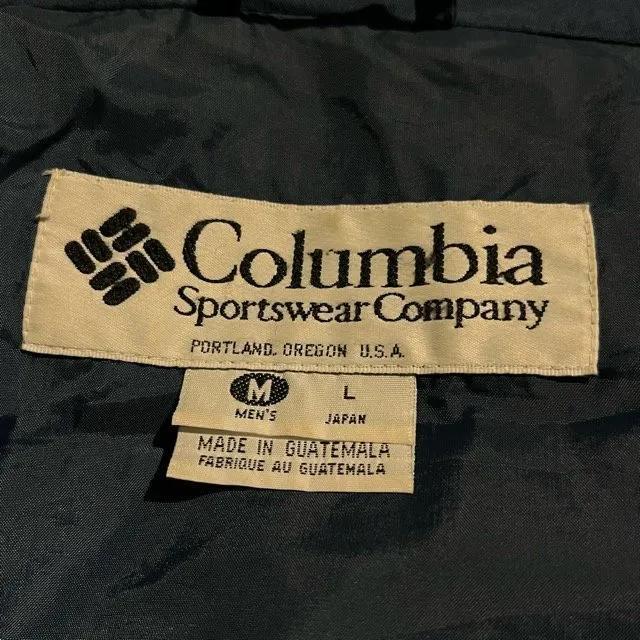 Columbia
Sportswear Company
PORTLAND, OREGON U.S.A.
M L
MEN'S JAPAN
MADE IN GUATEMALA
FABRIQUE AU GUATEMALA